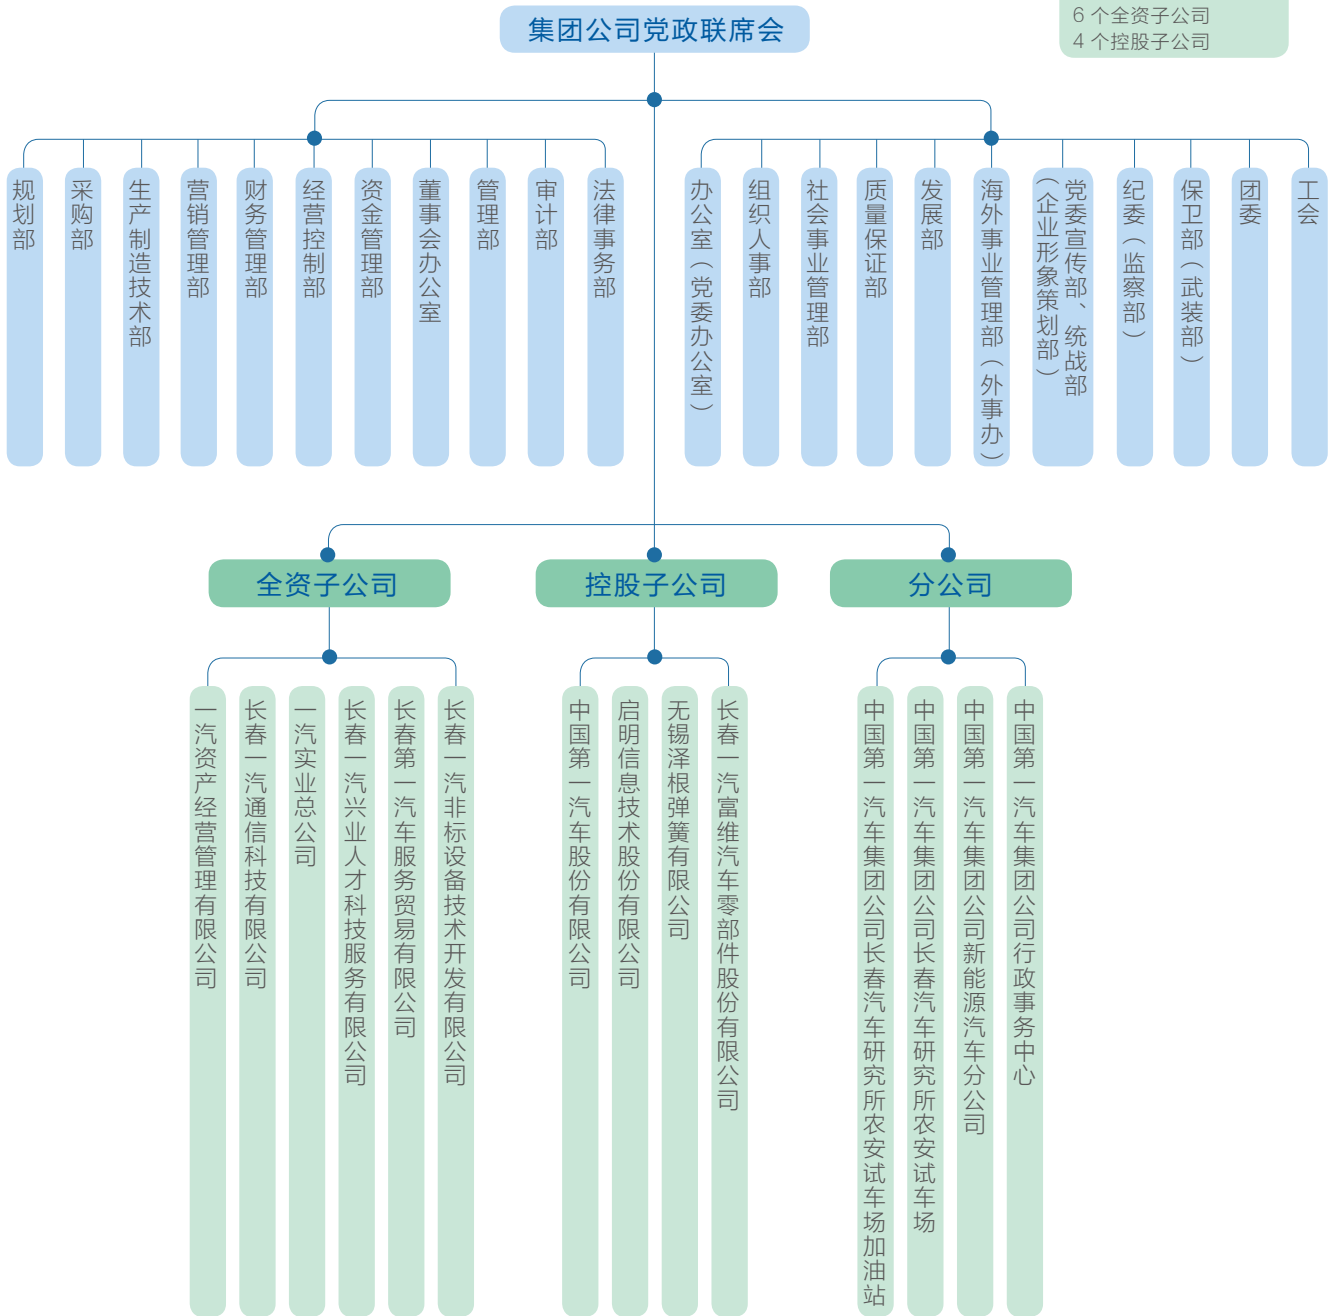 集团公司党政联席会
6 个全资子公司
4 个控股子公司
规划部
采购部
生产制造技术部
营销管理部
财务管理部
经营控制部
资金管理部
董事会办公室
管理部
审计部
法律事务部
办公室（党委办公室）
组织人事部
社会事业管理部
质量保证部
发展部
海外事业管理部（外事办）
党委宣传部、统战部
（企业形象策划部）
纪委（监察部）
保卫部（武装部）
团委
工会
全资子公司
控股子公司
分公司
一汽资产经营管理有限公司
长春一汽通信科技有限公司
一汽实业总公司
长春一汽兴业人才科技服务有限公司
长春第一汽车服务贸易有限公司
长春一汽非标设备技术开发有限公司
中国第一汽车股份有限公司
启明信息技术股份有限公司
无锡泽根弹簧有限公司
长春一汽富维汽车零部件股份有限公司
中国第一汽车集团公司长春汽车研究所农安试车场加油站
中国第一汽车集团公司长春汽车研究所农安试车场
中国第一汽车集团公司新能源汽车分公司
中国第一汽车集团公司行政事务中心